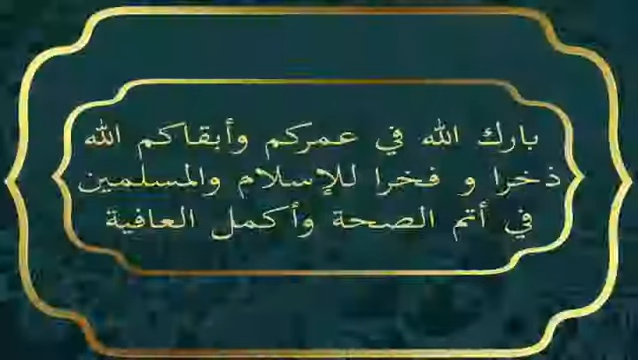 بارك الله في عمركم وأبقاكم الله
ذخرا و فخرا للإسلام والمسلمين
في أتم الصحة وأكمل العافية